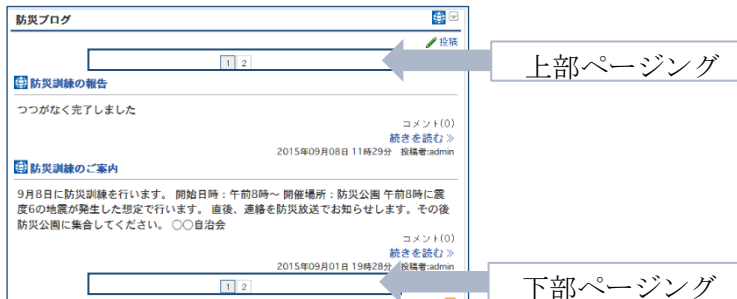 防災ブログ
投稿
1 2
上部ページング
防災訓練の報告
つつがなく完了しました
コメント(0)
続きを読む≫
2015年09月08日 11時29分 投稿者:admin
防災訓練のご案内
9月8日に防災訓練を行います。 開始日時：午前8時～ 開催場所：防災公園 午前8時に震
度6の地震が発生した想定で行います。 直後、連絡を防災放送でお知らせします。その後
防災公園に集合してください。 〇〇自治会
コメント(0)
続きを読む≫
2015年09月01日 19時28分 投稿者:admin
1 2
下部ページング